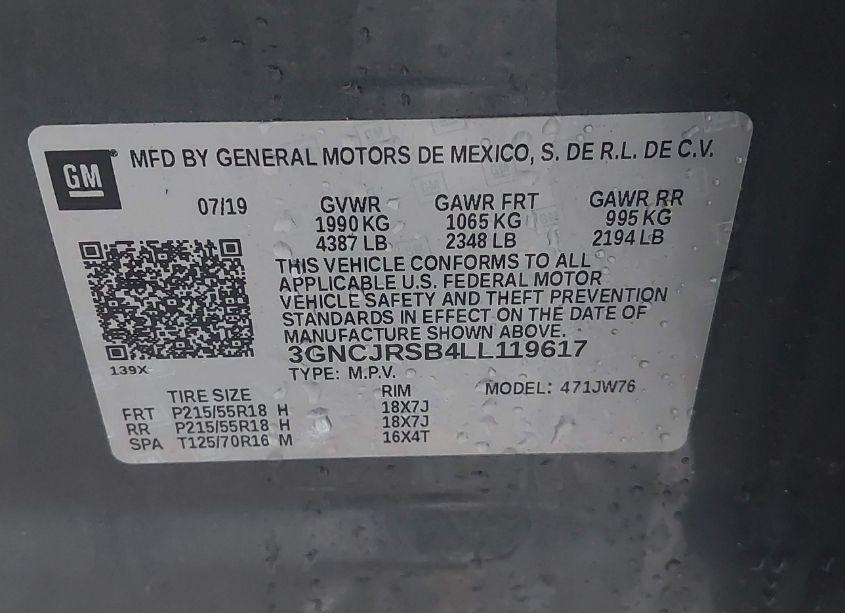 GM® MFD BY GENERAL MOTORS DE MEXICO, S. DE R.L. DE C.V.
07/19 GVWR GAWR FRT GAWR RR
1990 KG 1065 KG 995 KG
4387 LB 2348 LB 2194 LB
THIS VEHICLE CONFORMS TO ALL
APPLICABLE U.S. FEDERAL MOTOR
VEHICLE SAFETY AND THEFT PREVENTION
STANDARDS IN EFFECT ON THE DATE OF
MANUFACTURE SHOWN ABOVE.
3GNCJRSB4LL119617
139X TYPE: M.P.V. MODEL: 471JW76
TIRE SIZE RIM
FRT P215/55R18 H 18X7J
RR P215/55R18 H 18X7J
SPA T125/70R16 M 16X4T